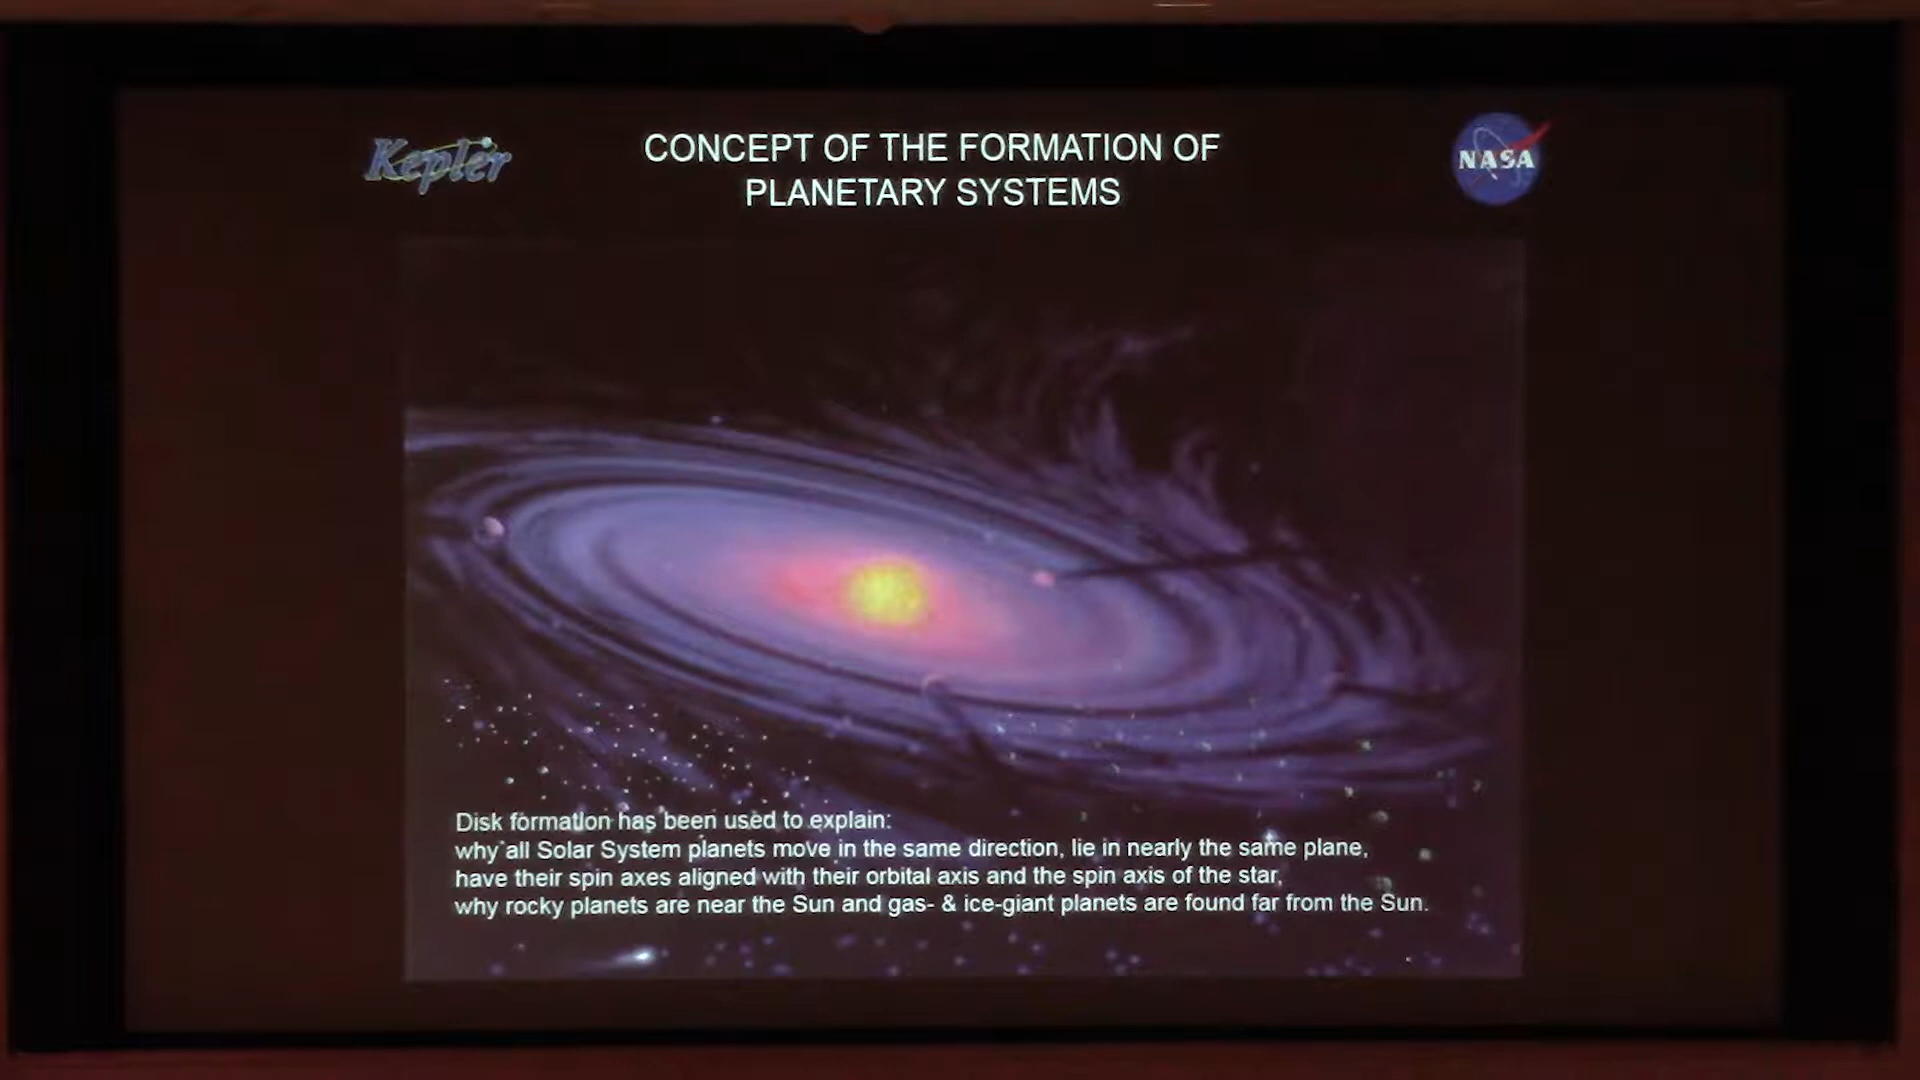 Kepler
CONCEPT OF THE FORMATION OF
PLANETARY SYSTEMS
NASA
Disk formation has been used to explain:
why all Solar System planets move in the same direction, lie in nearly the same plane,
have their spin axes aligned with their orbital axis and the spin axis of the star,
why rocky planets are near the Sun and gas- & ice-giant planets are found far from the Sun.